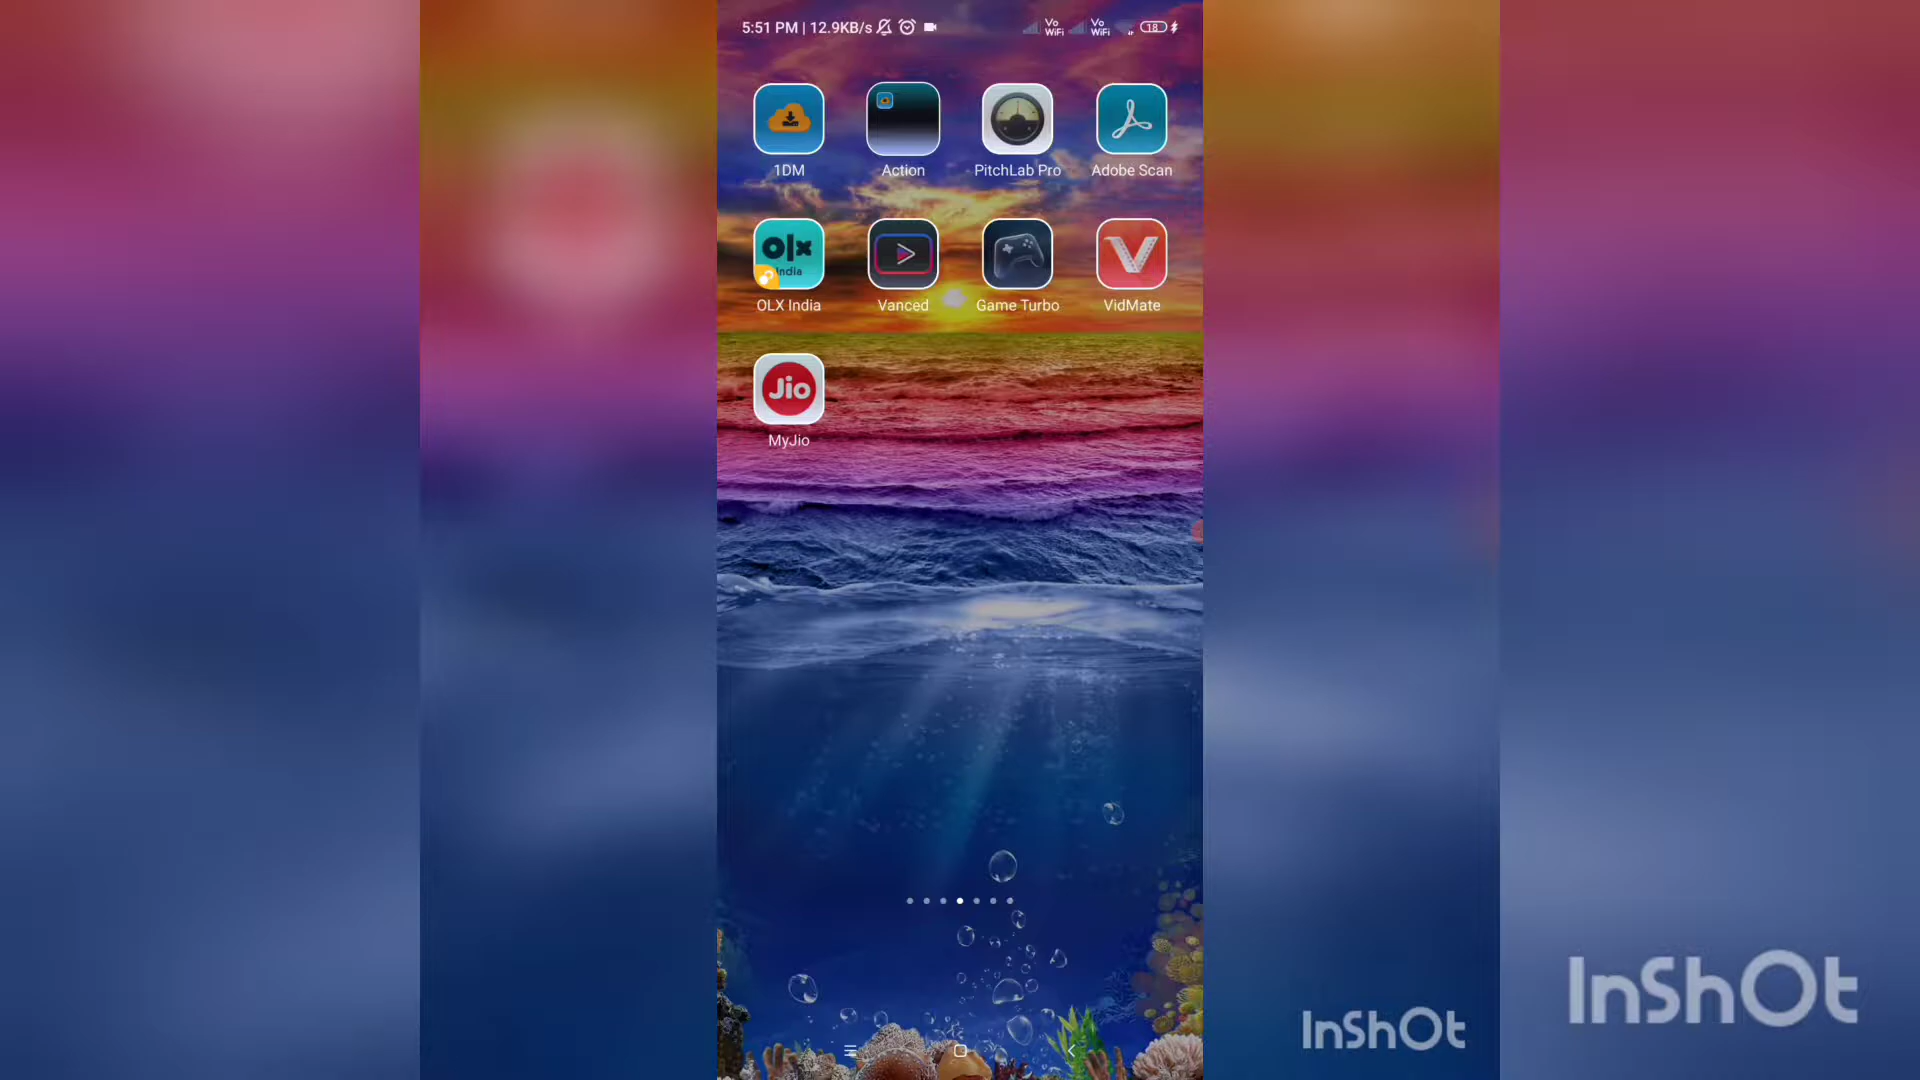 5:51 PM | 12.9KB/s
Vo WiFi
Vo WiFi
18
1DM
Action
PitchLab Pro
Adobe Scan
olx
India
OLX India
Vanced
Game Turbo
VidMate
Jio
MyJio
InShOt
InShOt